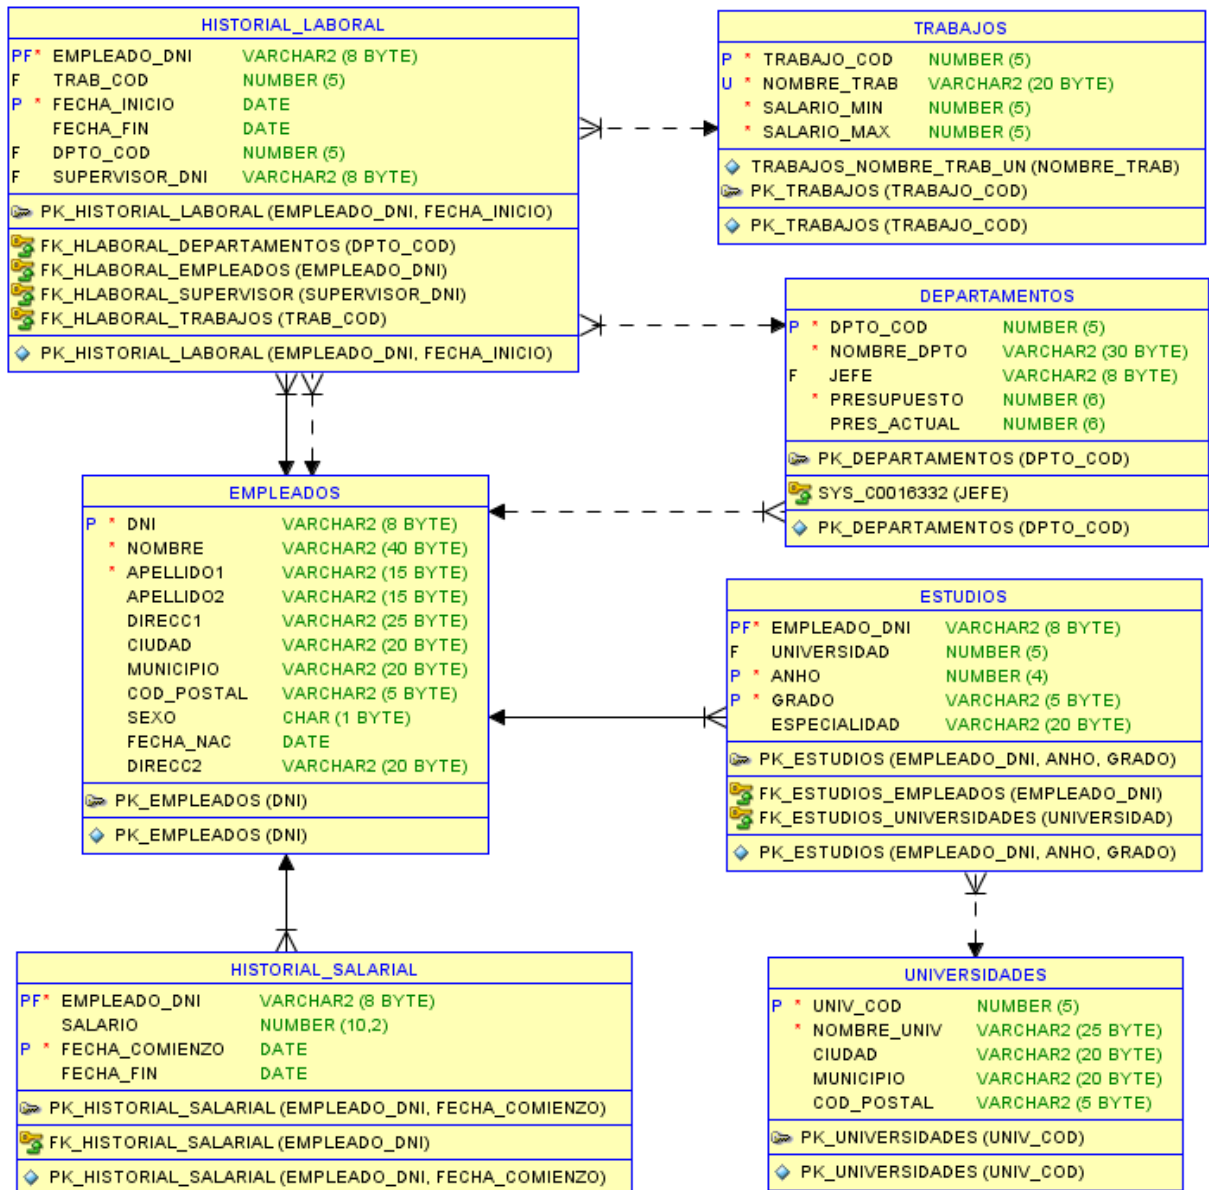 HISTORIAL_LABORAL
PF* EMPLEADO_DNI VARCHAR2 (8 BYTE)
F TRAB_COD NUMBER (5)
P * FECHA_INICIO DATE
FECHA_FIN DATE
F DPTO_COD NUMBER (5)
F SUPERVISOR_DNI VARCHAR2 (8 BYTE)
PK_HISTORIAL_LABORAL (EMPLEADO_DNI, FECHA_INICIO)
FK_HLABORAL_DEPARTAMENTOS (DPTO_COD)
FK_HLABORAL_EMPLEADOS (EMPLEADO_DNI)
FK_HLABORAL_SUPERVISOR (SUPERVISOR_DNI)
FK_HLABORAL_TRABAJOS (TRAB_COD)
PK_HISTORIAL_LABORAL (EMPLEADO_DNI, FECHA_INICIO)
TRABAJOS
P * TRABAJO_COD NUMBER (5)
U * NOMBRE_TRAB VARCHAR2 (20 BYTE)
* SALARIO_MIN NUMBER (5)
* SALARIO_MAX NUMBER (5)
TRABAJOS_NOMBRE_TRAB_UN (NOMBRE_TRAB)
PK_TRABAJOS (TRABAJO_COD)
PK_TRABAJOS (TRABAJO_COD)
DEPARTAMENTOS
P * DPTO_COD NUMBER (5)
* NOMBRE_DPTO VARCHAR2 (30 BYTE)
F JEFE VARCHAR2 (8 BYTE)
* PRESUPUESTO NUMBER (6)
PRES_ACTUAL NUMBER (6)
PK_DEPARTAMENTOS (DPTO_COD)
SYS_C0016332 (JEFE)
PK_DEPARTAMENTOS (DPTO_COD)
EMPLEADOS
P * DNI VARCHAR2 (8 BYTE)
* NOMBRE VARCHAR2 (40 BYTE)
* APELLIDO1 VARCHAR2 (15 BYTE)
APELLIDO2 VARCHAR2 (15 BYTE)
DIRECC1 VARCHAR2 (25 BYTE)
CIUDAD VARCHAR2 (20 BYTE)
MUNICIPIO VARCHAR2 (20 BYTE)
COD_POSTAL VARCHAR2 (5 BYTE)
SEXO CHAR (1 BYTE)
FECHA_NAC DATE
DIRECC2 VARCHAR2 (20 BYTE)
PK_EMPLEADOS (DNI)
PK_EMPLEADOS (DNI)
ESTUDIOS
PF* EMPLEADO_DNI VARCHAR2 (8 BYTE)
F UNIVERSIDAD NUMBER (5)
P * ANHO NUMBER (4)
P * GRADO VARCHAR2 (5 BYTE)
ESPECIALIDAD VARCHAR2 (20 BYTE)
PK_ESTUDIOS (EMPLEADO_DNI, ANHO, GRADO)
FK_ESTUDIOS_EMPLEADOS (EMPLEADO_DNI)
FK_ESTUDIOS_UNIVERSIDADES (UNIVERSIDAD)
PK_ESTUDIOS (EMPLEADO_DNI, ANHO, GRADO)
HISTORIAL_SALARIAL
PF* EMPLEADO_DNI VARCHAR2 (8 BYTE)
SALARIO NUMBER (10,2)
P * FECHA_COMIENZO DATE
FECHA_FIN DATE
PK_HISTORIAL_SALARIAL (EMPLEADO_DNI, FECHA_COMIENZO)
FK_HISTORIAL_SALARIAL (EMPLEADO_DNI)
PK_HISTORIAL_SALARIAL (EMPLEADO_DNI, FECHA_COMIENZO)
UNIVERSIDADES
P * UNIV_COD NUMBER (5)
* NOMBRE_UNIV VARCHAR2 (25 BYTE)
CIUDAD VARCHAR2 (20 BYTE)
MUNICIPIO VARCHAR2 (20 BYTE)
COD_POSTAL VARCHAR2 (5 BYTE)
PK_UNIVERSIDADES (UNIV_COD)
PK_UNIVERSIDADES (UNIV_COD)